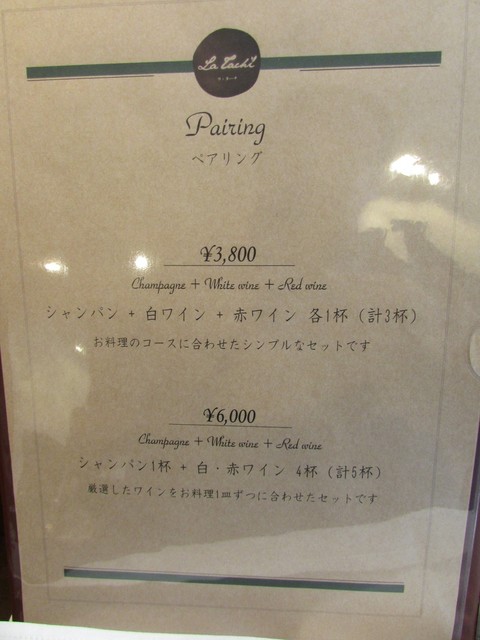 La Tachi
Pairing
ペアリング
¥3,800
Champagne + White wine + Red wine
シャンパン + 白ワイン + 赤ワイン 各1杯 (計3杯)
お料理のコースに合わせたシンプルなセットです
¥6,000
Champagne + White wine + Red wine
シャンパン1杯 + 白・赤ワイン 4杯 (計5杯)
厳選したワインをお料理1皿ずつに合わせたセットです